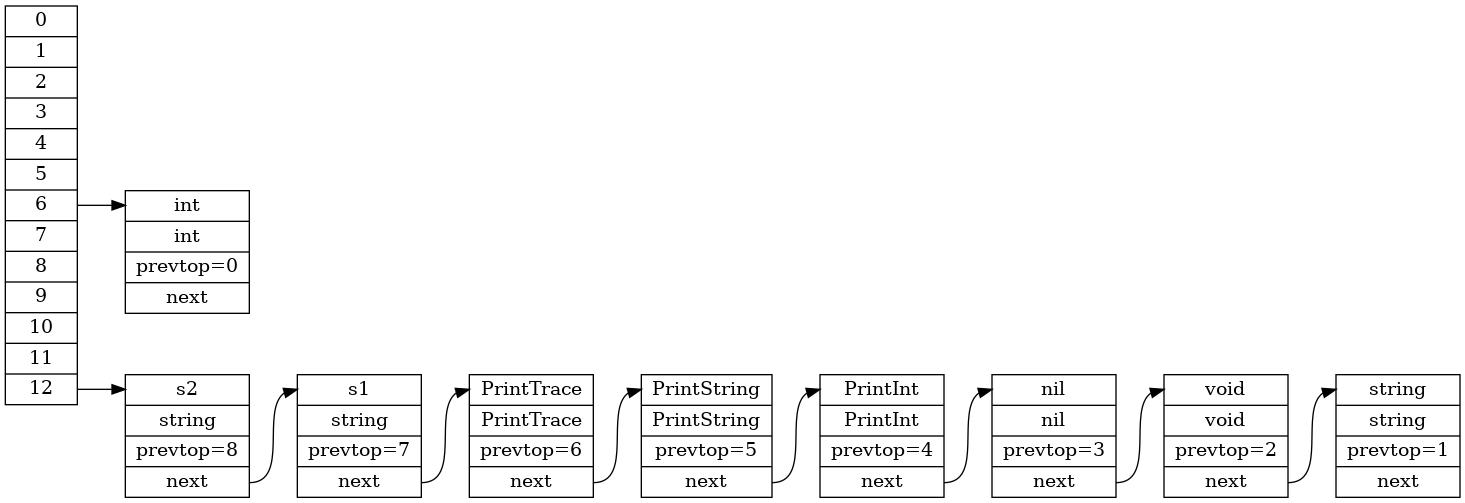 0
1
2
3
4
5
6
7
8
9
10
11
12
int
int
prevtop=0
next
s2
string
prevtop=8
next
s1
string
prevtop=7
next
PrintTrace
PrintTrace
prevtop=6
next
PrintString
PrintString
prevtop=5
next
PrintInt
PrintInt
prevtop=4
next
nil
nil
prevtop=3
next
void
void
prevtop=2
next
string
string
prevtop=1
next